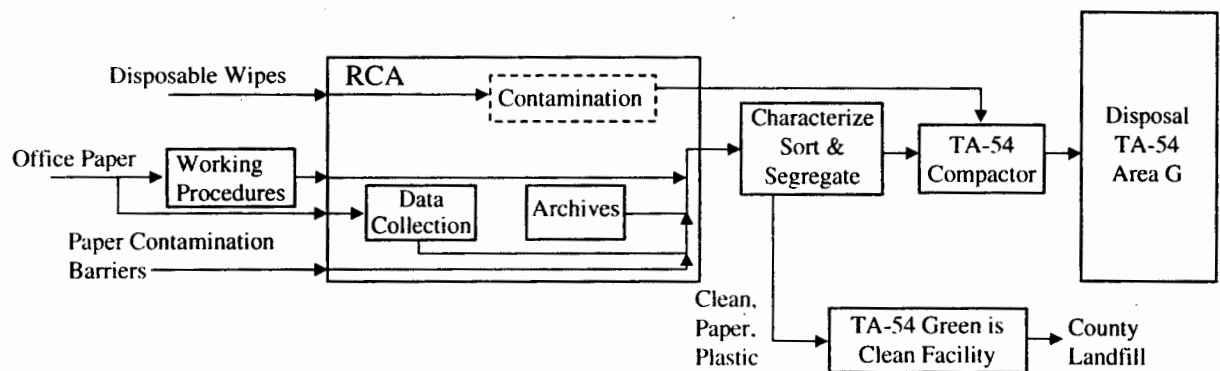 Disposable Wipes
RCA
Contamination
Office Paper
Working
Procedures
Data
Collection
Archives
Paper Contamination
Barriers
Characterize
Sort &
Segregate
TA-54
Compactor
Disposal
TA-54
Area G
Clean,
Paper,
Plastic
TA-54 Green is
Clean Facility
County
Landfill